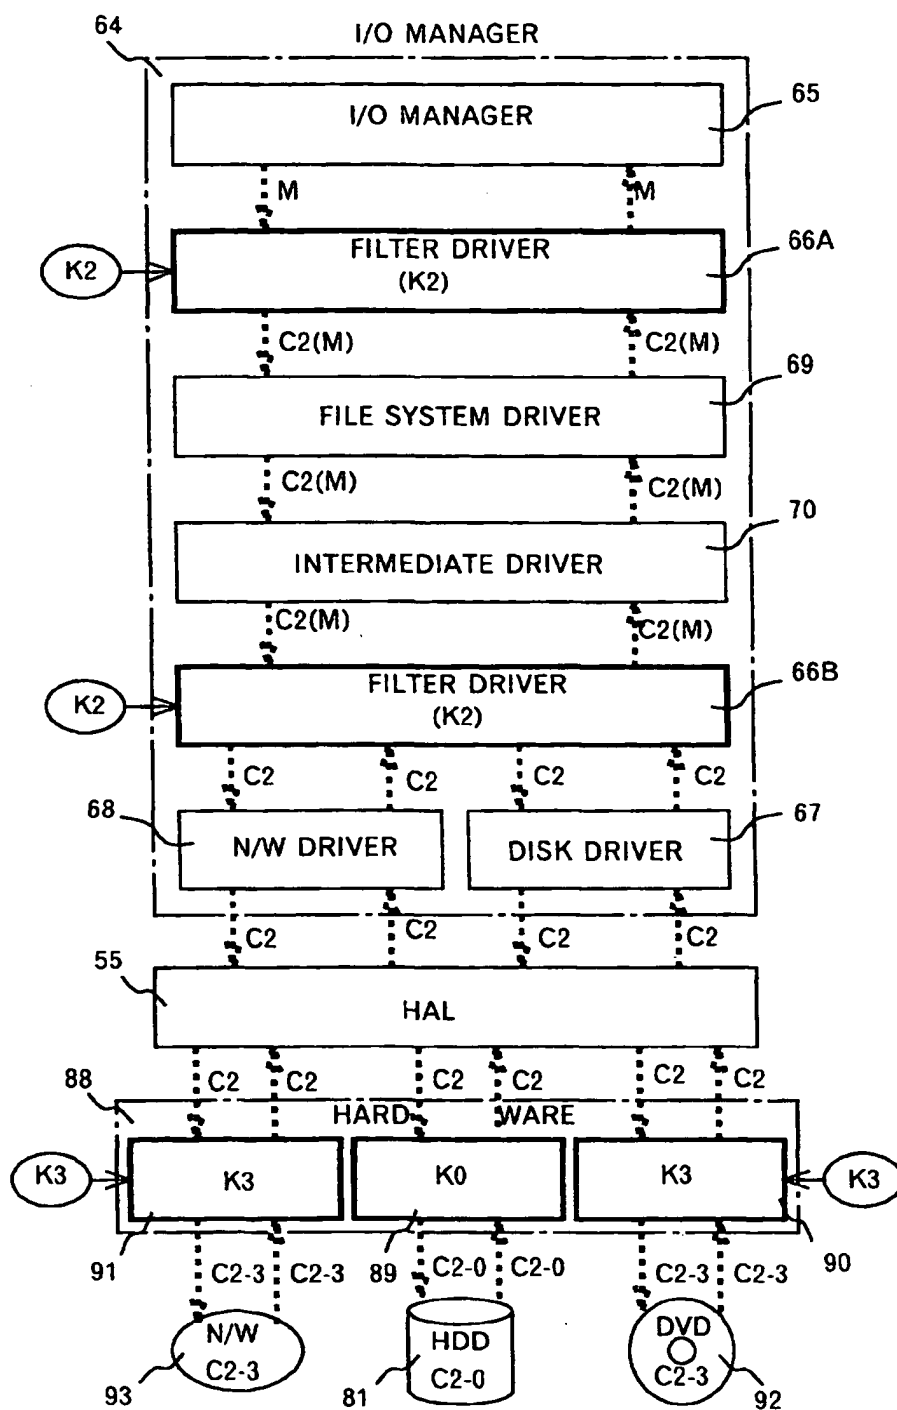 I/O MANAGER
64
I/O MANAGER
65
M
M
K2
FILTER DRIVER
(K2)
66A
C2(M)
C2(M)
FILE SYSTEM DRIVER
69
C2(M)
C2(M)
INTERMEDIATE DRIVER
70
C2(M)
C2(M)
K2
FILTER DRIVER
(K2)
66B
C2
C2
C2
C2
68
N/W DRIVER
DISK DRIVER
67
C2
C2
C2
C2
55
HAL
C2
C2
C2
C2
C2
C2
88
HARD WARE
K3
K3
K0
K3
K3
91
89
90
C2-3
C2-3
C2-0
C2-0
C2-3
C2-3
N/W
C2-3
HDD
C2-0
DVD
C2-3
93
81
92